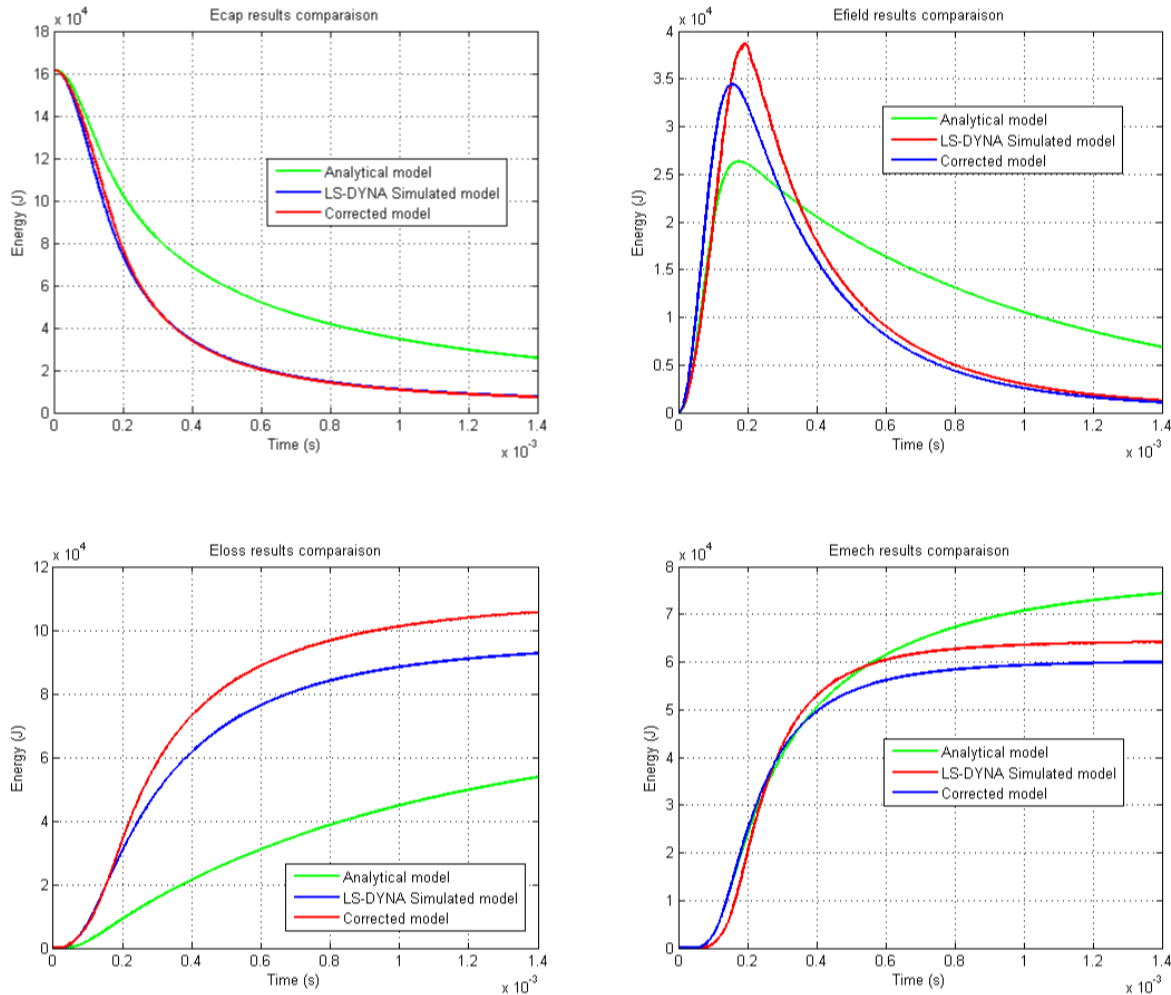 Ecap results comparaison
x 10^4
Energy (J)
18
16
14
12
10
8
6
4
2
0
Analytical model
LS-DYNA Simulated model
Corrected model
0 0.2 0.4 0.6 0.8 1 1.2 1.4
Time (s)
x 10^-3
Efield results comparaison
x 10^4
Energy (J)
4
3.5
3
2.5
2
1.5
1
0.5
0
Analytical model
LS-DYNA Simulated model
Corrected model
0 0.2 0.4 0.6 0.8 1 1.2 1.4
Time (s)
x 10^-3
Eloss results comparaison
x 10^4
Energy (J)
12
10
8
6
4
2
0
Analytical model
LS-DYNA Simulated model
Corrected model
0 0.2 0.4 0.6 0.8 1 1.2 1.4
Time (s)
x 10^-3
Emech results comparaison
x 10^4
Energy (J)
8
7
6
5
4
3
2
1
0
Analytical model
LS-DYNA Simulated model
Corrected model
0 0.2 0.4 0.6 0.8 1 1.2 1.4
Time (s)
x 10^-3